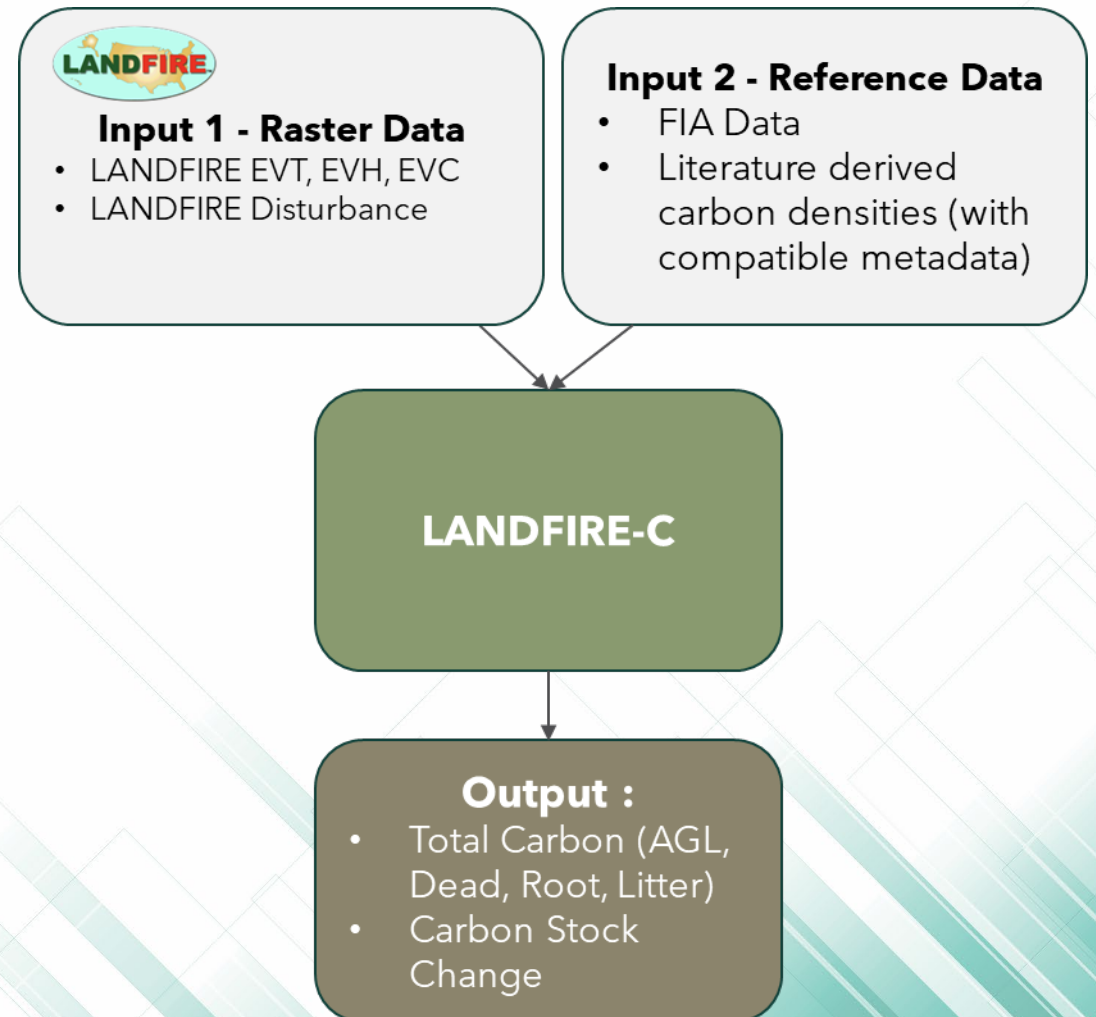 LANDFIRE
Input 1 - Raster Data
• LANDFIRE EVT, EVH, EVC
• LANDFIRE Disturbance
Input 2 - Reference Data
• FIA Data
• Literature derived
carbon densities (with
compatible metadata)
LANDFIRE-C
Output :
• Total Carbon (AGL,
Dead, Root, Litter)
• Carbon Stock
Change